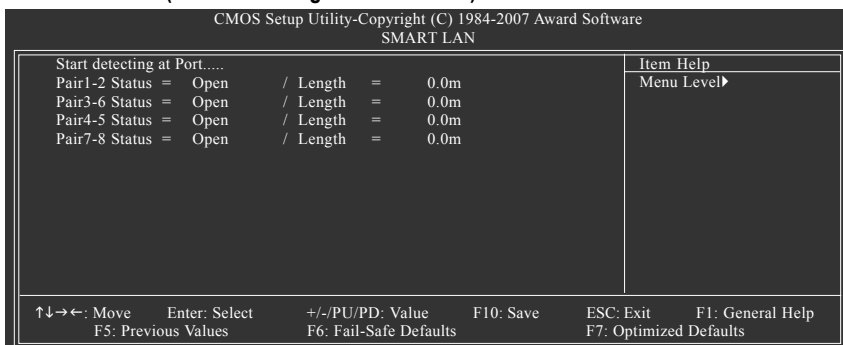 CMOS Setup Utility-Copyright (C) 1984-2007 Award Software
SMART LAN
Start detecting at Port.....
Pair1-2 Status = Open / Length = 0.0m
Pair3-6 Status = Open / Length = 0.0m
Pair4-5 Status = Open / Length = 0.0m
Pair7-8 Status = Open / Length = 0.0m
Item Help
Menu Level▶
↑↓→←: Move Enter: Select +/-/PU/PD: Value F10: Save ESC: Exit F1: General Help
F5: Previous Values F6: Fail-Safe Defaults F7: Optimized Defaults